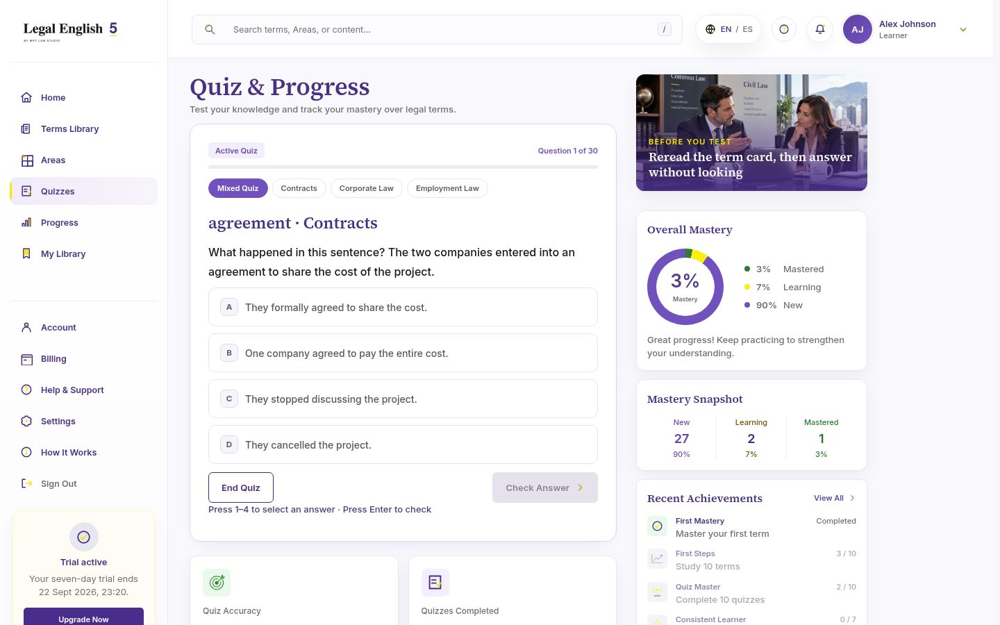 Legal English 5
BY MPC LAW STUDIO
Home
Terms Library
Areas
Quizzes
Progress
My Library
Account
Billing
Help & Support
Settings
How It Works
Sign Out
Trial active
Your seven-day trial ends
22 Sept 2026, 23:20.
Upgrade Now
Search terms, Areas, or content...
/
EN / ES
AJ
Alex Johnson
Learner
Quiz & Progress
Test your knowledge and track your mastery over legal terms.
Active Quiz
Question 1 of 30
Mixed Quiz
Contracts
Corporate Law
Employment Law
agreement · Contracts
What happened in this sentence? The two companies entered into an
agreement to share the cost of the project.
A They formally agreed to share the cost.
B One company agreed to pay the entire cost.
C They stopped discussing the project.
D They cancelled the project.
End Quiz
Check Answer
Press 1–4 to select an answer · Press Enter to check
Quiz Accuracy
Quizzes Completed
Common Law
Civil Law
BEFORE YOU TEST
Reread the term card, then answer
without looking
Overall Mastery
3%
Mastery
3% Mastered
7% Learning
90% New
Great progress! Keep practicing to strengthen
your understanding.
Mastery Snapshot
New
27
90%
Learning
2
7%
Mastered
1
3%
Recent Achievements
View All
First Mastery
Completed
Master your first term
First Steps
3 / 10
Study 10 terms
Quiz Master
2 / 10
Complete 10 quizzes
Consistent Learner
0 / 7